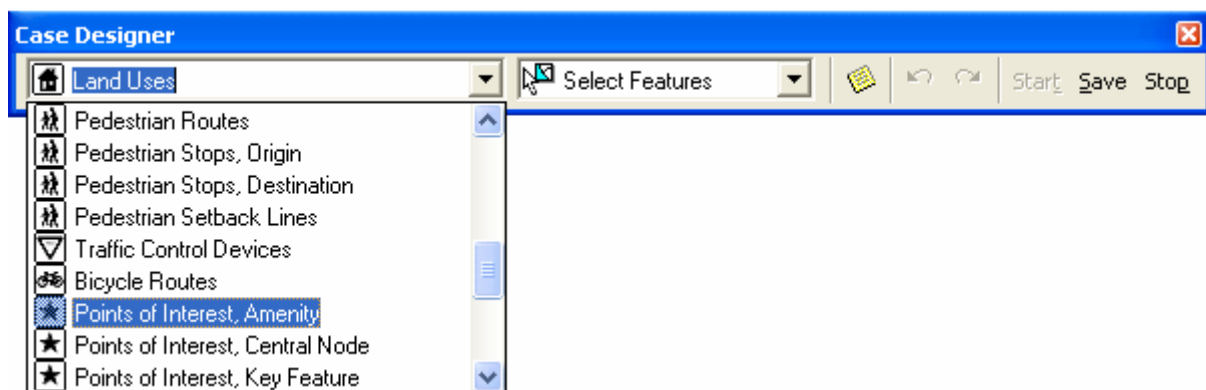 Case Designer
Land Uses Select Features Start Save Stop
Pedestrian Routes
Pedestrian Stops, Origin
Pedestrian Stops, Destination
Pedestrian Setback Lines
Traffic Control Devices
Bicycle Routes
Points of Interest, Amenity
Points of Interest, Central Node
Points of Interest, Key Feature